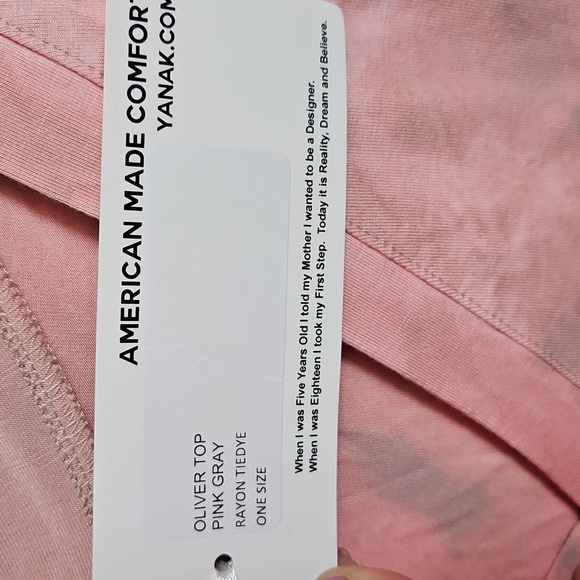 AMERICAN MADE COMFORT
YANAK.COM
OLIVER TOP
PINK GRAY
RAYON TIEDYE
ONE SIZE
When I was Five Years Old I told my Mother I wanted to be a Designer.
When I was Eighteen I took my First Step. Today it is Reality, Dream and Believe.